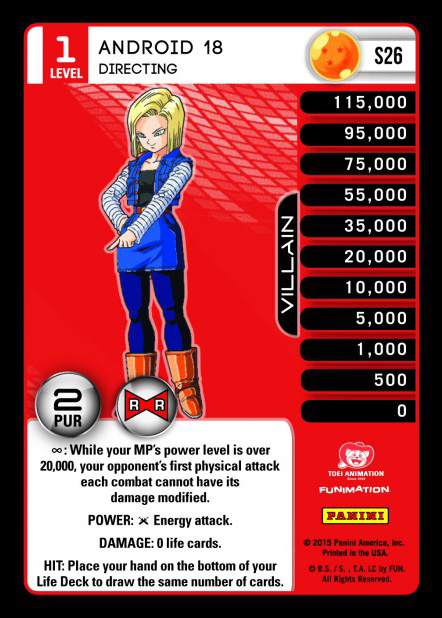 1
LEVEL
ANDROID 18
DIRECTING
S26
115,000
95,000
75,000
55,000
35,000
20,000
10,000
5,000
1,000
500
0
VILLAIN
2
PUR
R R
∞: While your MP's power level is over
20,000, your opponent's first physical attack
each combat cannot have its
damage modified.
POWER: Energy attack.
DAMAGE: 0 life cards.
HIT: Place your hand on the bottom of your
Life Deck to draw the same number of cards.
TOEI ANIMATION
Since 1956
FUNIMATION
PANINI
© 2015 Panini America, Inc.
Printed in the USA.
© B.S. / S. , T.A. LC by FUN.
All Rights Reserved.